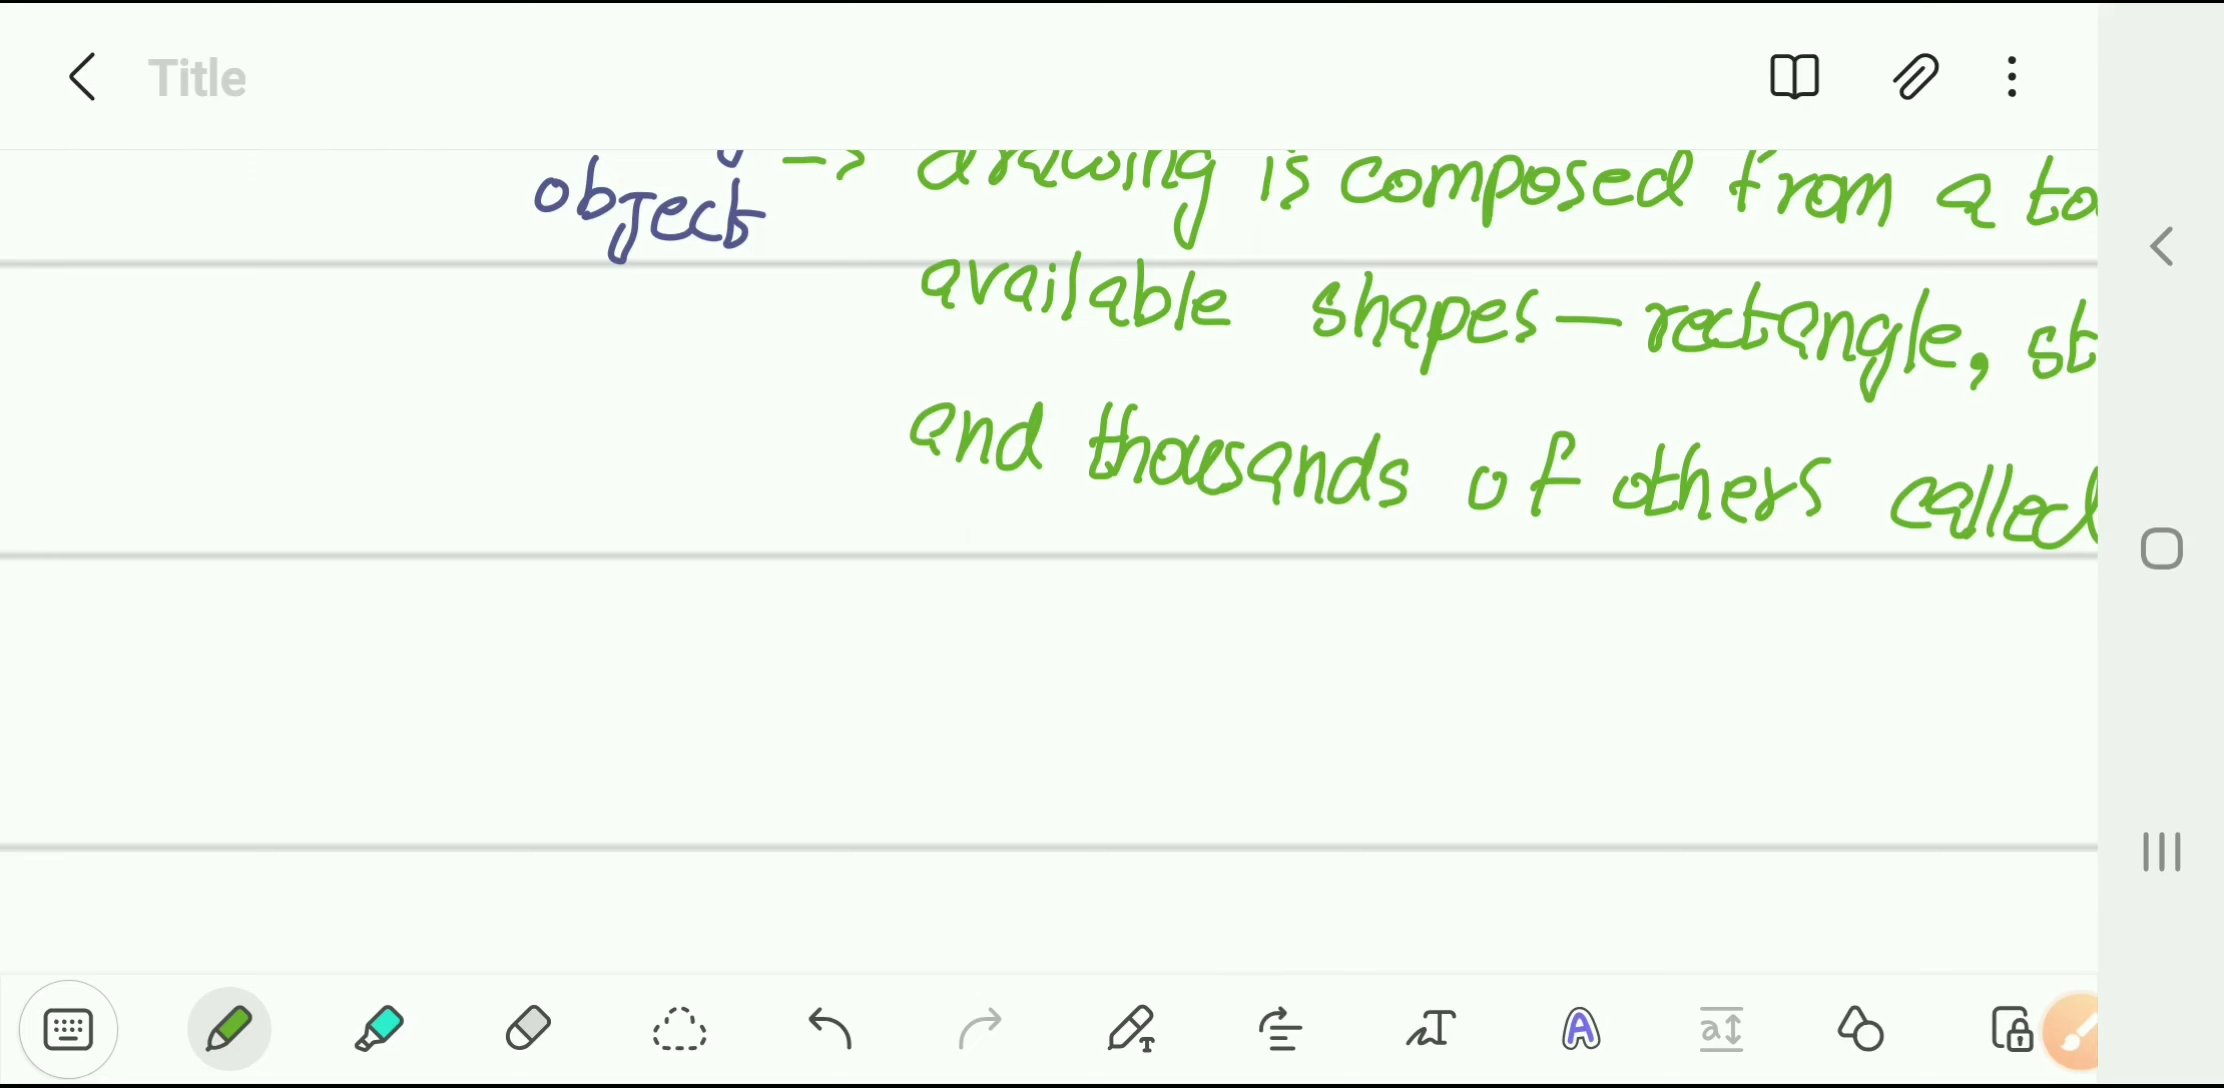 Title
object -> drawing is composed from a to
available shapes – rectangle, st
and thousands of others called